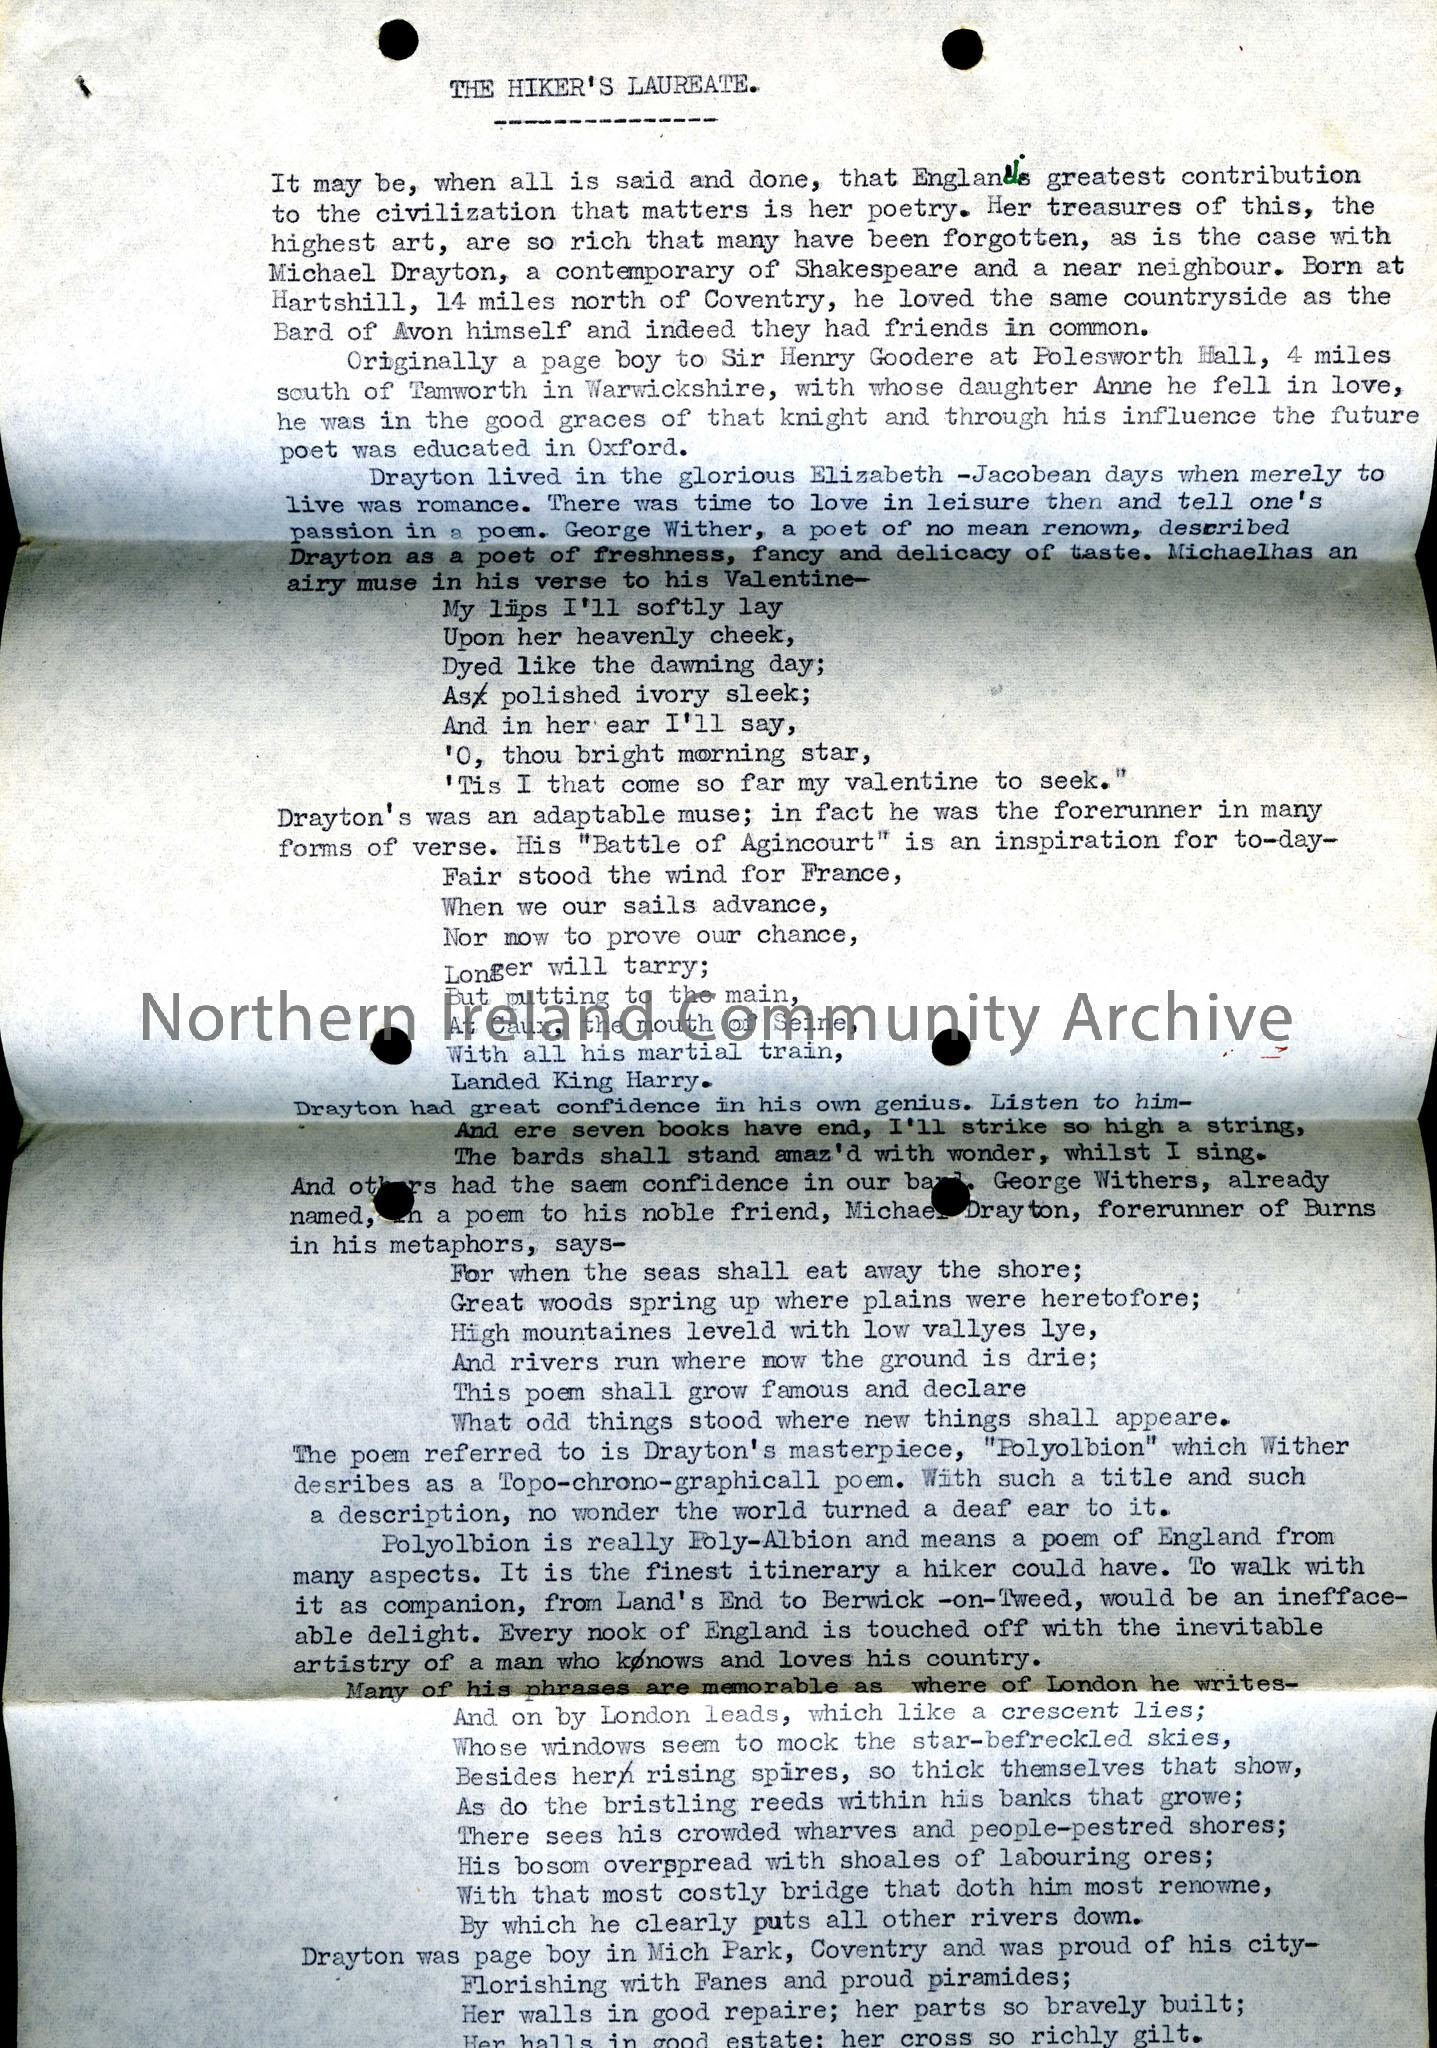 THE HIKER'S LAUREATE.
---------------
It may be, when all is said and done, that England's greatest contribution
to the civilization that matters is her poetry. Her treasures of this, the
highest art, are so rich that many have been forgotten, as is the case with
Michael Drayton, a contemporary of Shakespeare and a near neighbour. Born at
Hartshill, 14 miles north of Coventry, he loved the same countryside as the
Bard of Avon himself and indeed they had friends in common.
Originally a page boy to Sir Henry Goodere at Polesworth Hall, 4 miles
south of Tamworth in Warwickshire, with whose daughter Anne he fell in love,
he was in the good graces of that knight and through his influence the future
poet was educated in Oxford.
Drayton lived in the glorious Elizabeth -Jacobean days when merely to
live was romance. There was time to love in leisure then and tell one's
passion in a poem. George Wither, a poet of no mean renown, described
Drayton as a poet of freshness, fancy and delicacy of taste. Michaelhas an
airy muse in his verse to his Valentine-
My lips I'll softly lay
Upon her heavenly cheek,
Dyed like the dawning day;
As polished ivory sleek;
And in her ear I'll say,
'O, thou bright morning star,
'Tis I that come so far my valentine to seek."
Drayton's was an adaptable muse; in fact he was the forerunner in many
forms of verse. His "Battle of Agincourt" is an inspiration for to-day-
Fair stood the wind for France,
When we our sails advance,
Nor now to prove our chance,
Longer will tarry;
But putting to the main,
At Caux, the mouth of Seine,
Northern Ireland Community Archive
With all his martial train,
Landed King Harry.
Drayton had great confidence in his own genius. Listen to him-
And ere seven books have end, I'll strike so high a string,
The bards shall stand amaz'd with wonder, whilst I sing.
And others had the saem confidence in our bard. George Withers, already
named, in a poem to his noble friend, Michael Drayton, forerunner of Burns
in his metaphors, says-
For when the seas shall eat away the shore;
Great woods spring up where plains were heretofore;
High mountaines leveld with low vallyes lye,
And rivers run where now the ground is drie;
This poem shall grow famous and declare
What odd things stood where new things shall appeare.
The poem referred to is Drayton's masterpiece, "Polyolbion" which Wither
desribes as a Topo-chrono-graphicall poem. With such a title and such
a description, no wonder the world turned a deaf ear to it.
Polyolbion is really Poly-Albion and means a poem of England from
many aspects. It is the finest itinerary a hiker could have. To walk with
it as companion, from Land's End to Berwick -on-Tweed, would be an inefface-
able delight. Every nook of England is touched off with the inevitable
artistry of a man who knows and loves his country.
Many of his phrases are memorable as where of London he writes-
And on by London leads, which like a crescent lies;
Whose windows seem to mock the star-befreckled skies,
Besides her rising spires, so thick themselves that show,
As do the bristling reeds within his banks that growe;
There sees his crowded wharves and people-pestred shores;
His bosom overspread with shoales of labouring ores;
With that most costly bridge that doth him most renowne,
By which he clearly puts all other rivers down.
Drayton was page boy in Mich Park, Coventry and was proud of his city-
Florishing with Fanes and proud piramides;
Her walls in good repaire; her parts so bravely built;
Her halls in good estate; her cross so richly gilt.